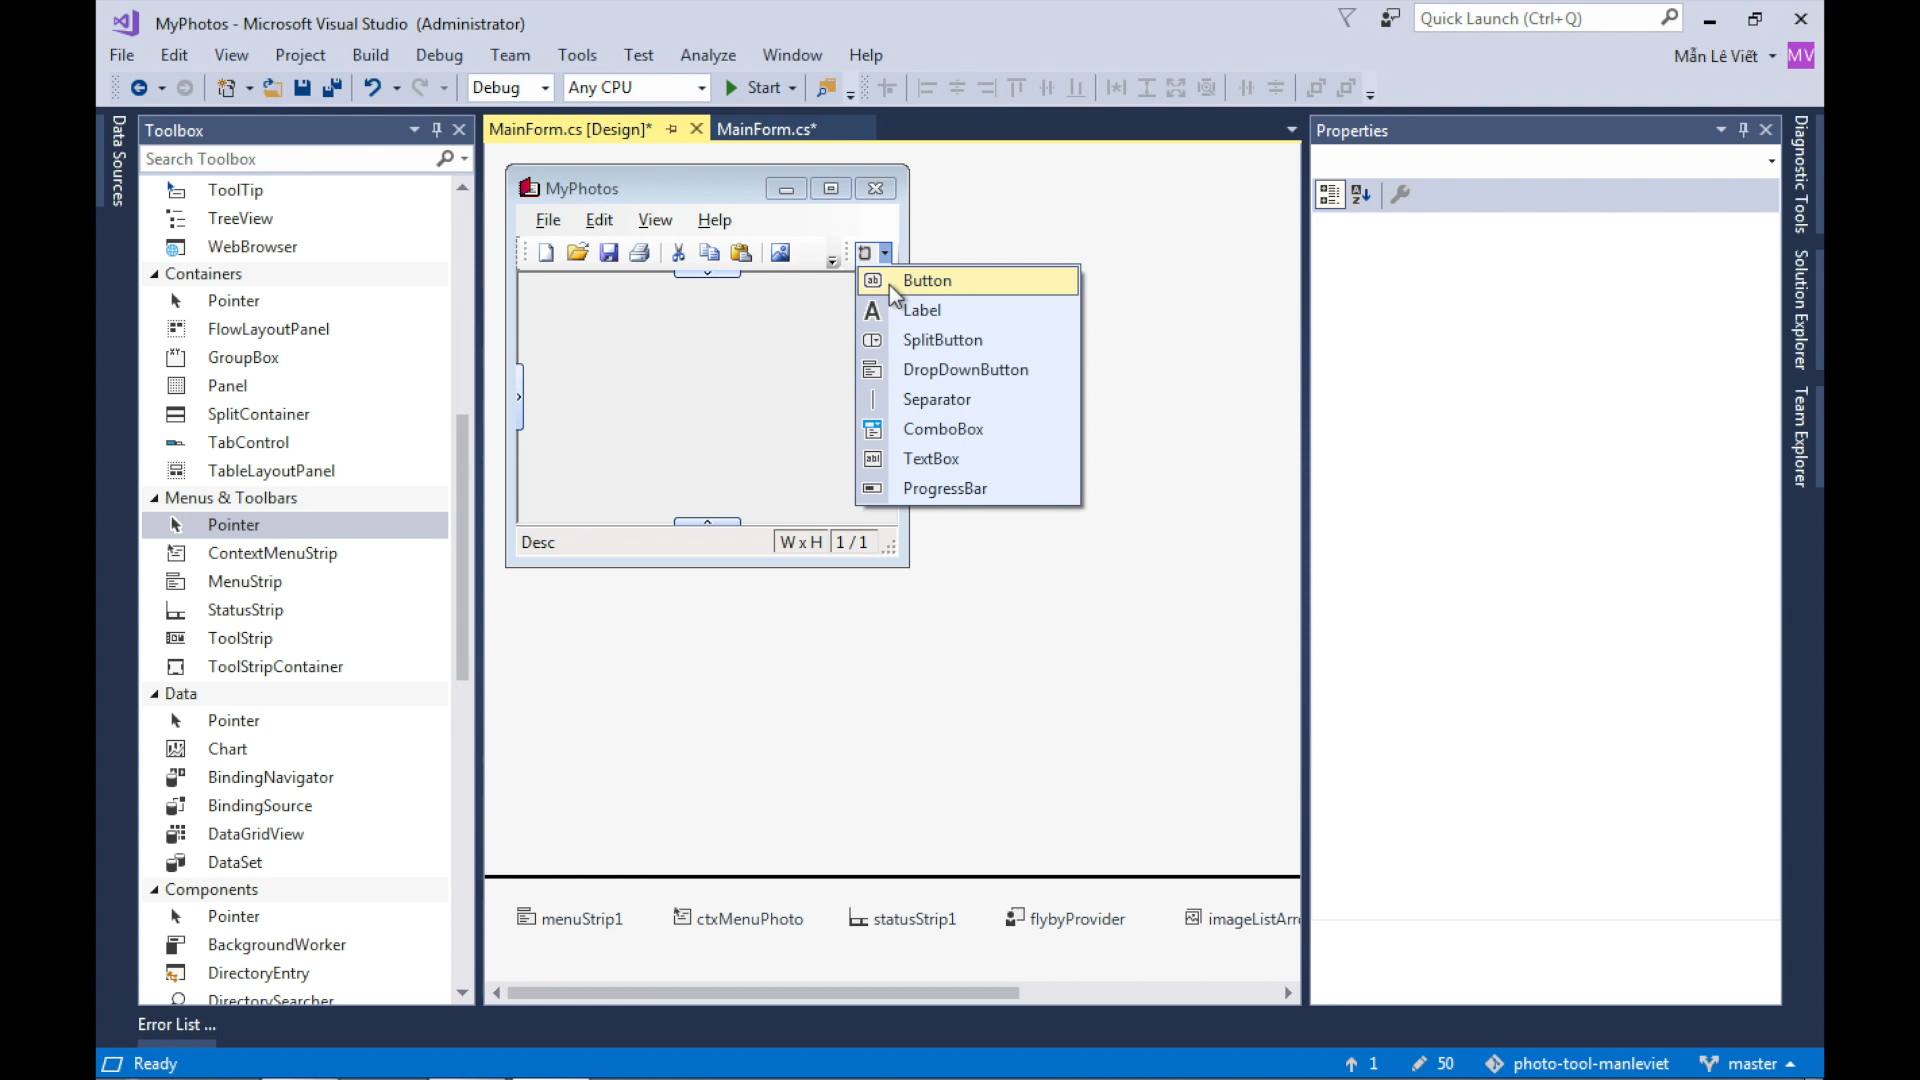 MyPhotos - Microsoft Visual Studio (Administrator)
Quick Launch (Ctrl+Q)
File Edit View Project Build Debug Team Tools Test Analyze Window Help
Mẫn Lê Viết
MV
Debug
Any CPU
Start
Data Sources
Toolbox
Search Toolbox
ToolTip
TreeView
WebBrowser
Containers
Pointer
FlowLayoutPanel
GroupBox
Panel
SplitContainer
TabControl
TableLayoutPanel
Menus & Toolbars
Pointer
ContextMenuStrip
MenuStrip
StatusStrip
ToolStrip
ToolStripContainer
Data
Pointer
Chart
BindingNavigator
BindingSource
DataGridView
DataSet
Components
Pointer
BackgroundWorker
DirectoryEntry
DirectorySearcher
MainForm.cs [Design]*
MainForm.cs*
MyPhotos
File Edit View Help
Button
Label
SplitButton
DropDownButton
Separator
ComboBox
TextBox
ProgressBar
Desc
W x H
1 / 1
menuStrip1
ctxMenuPhoto
statusStrip1
flybyProvider
imageListArr
Properties
Diagnostic Tools
Solution Explorer
Team Explorer
Error List ...
Ready
1
50
photo-tool-manleviet
master